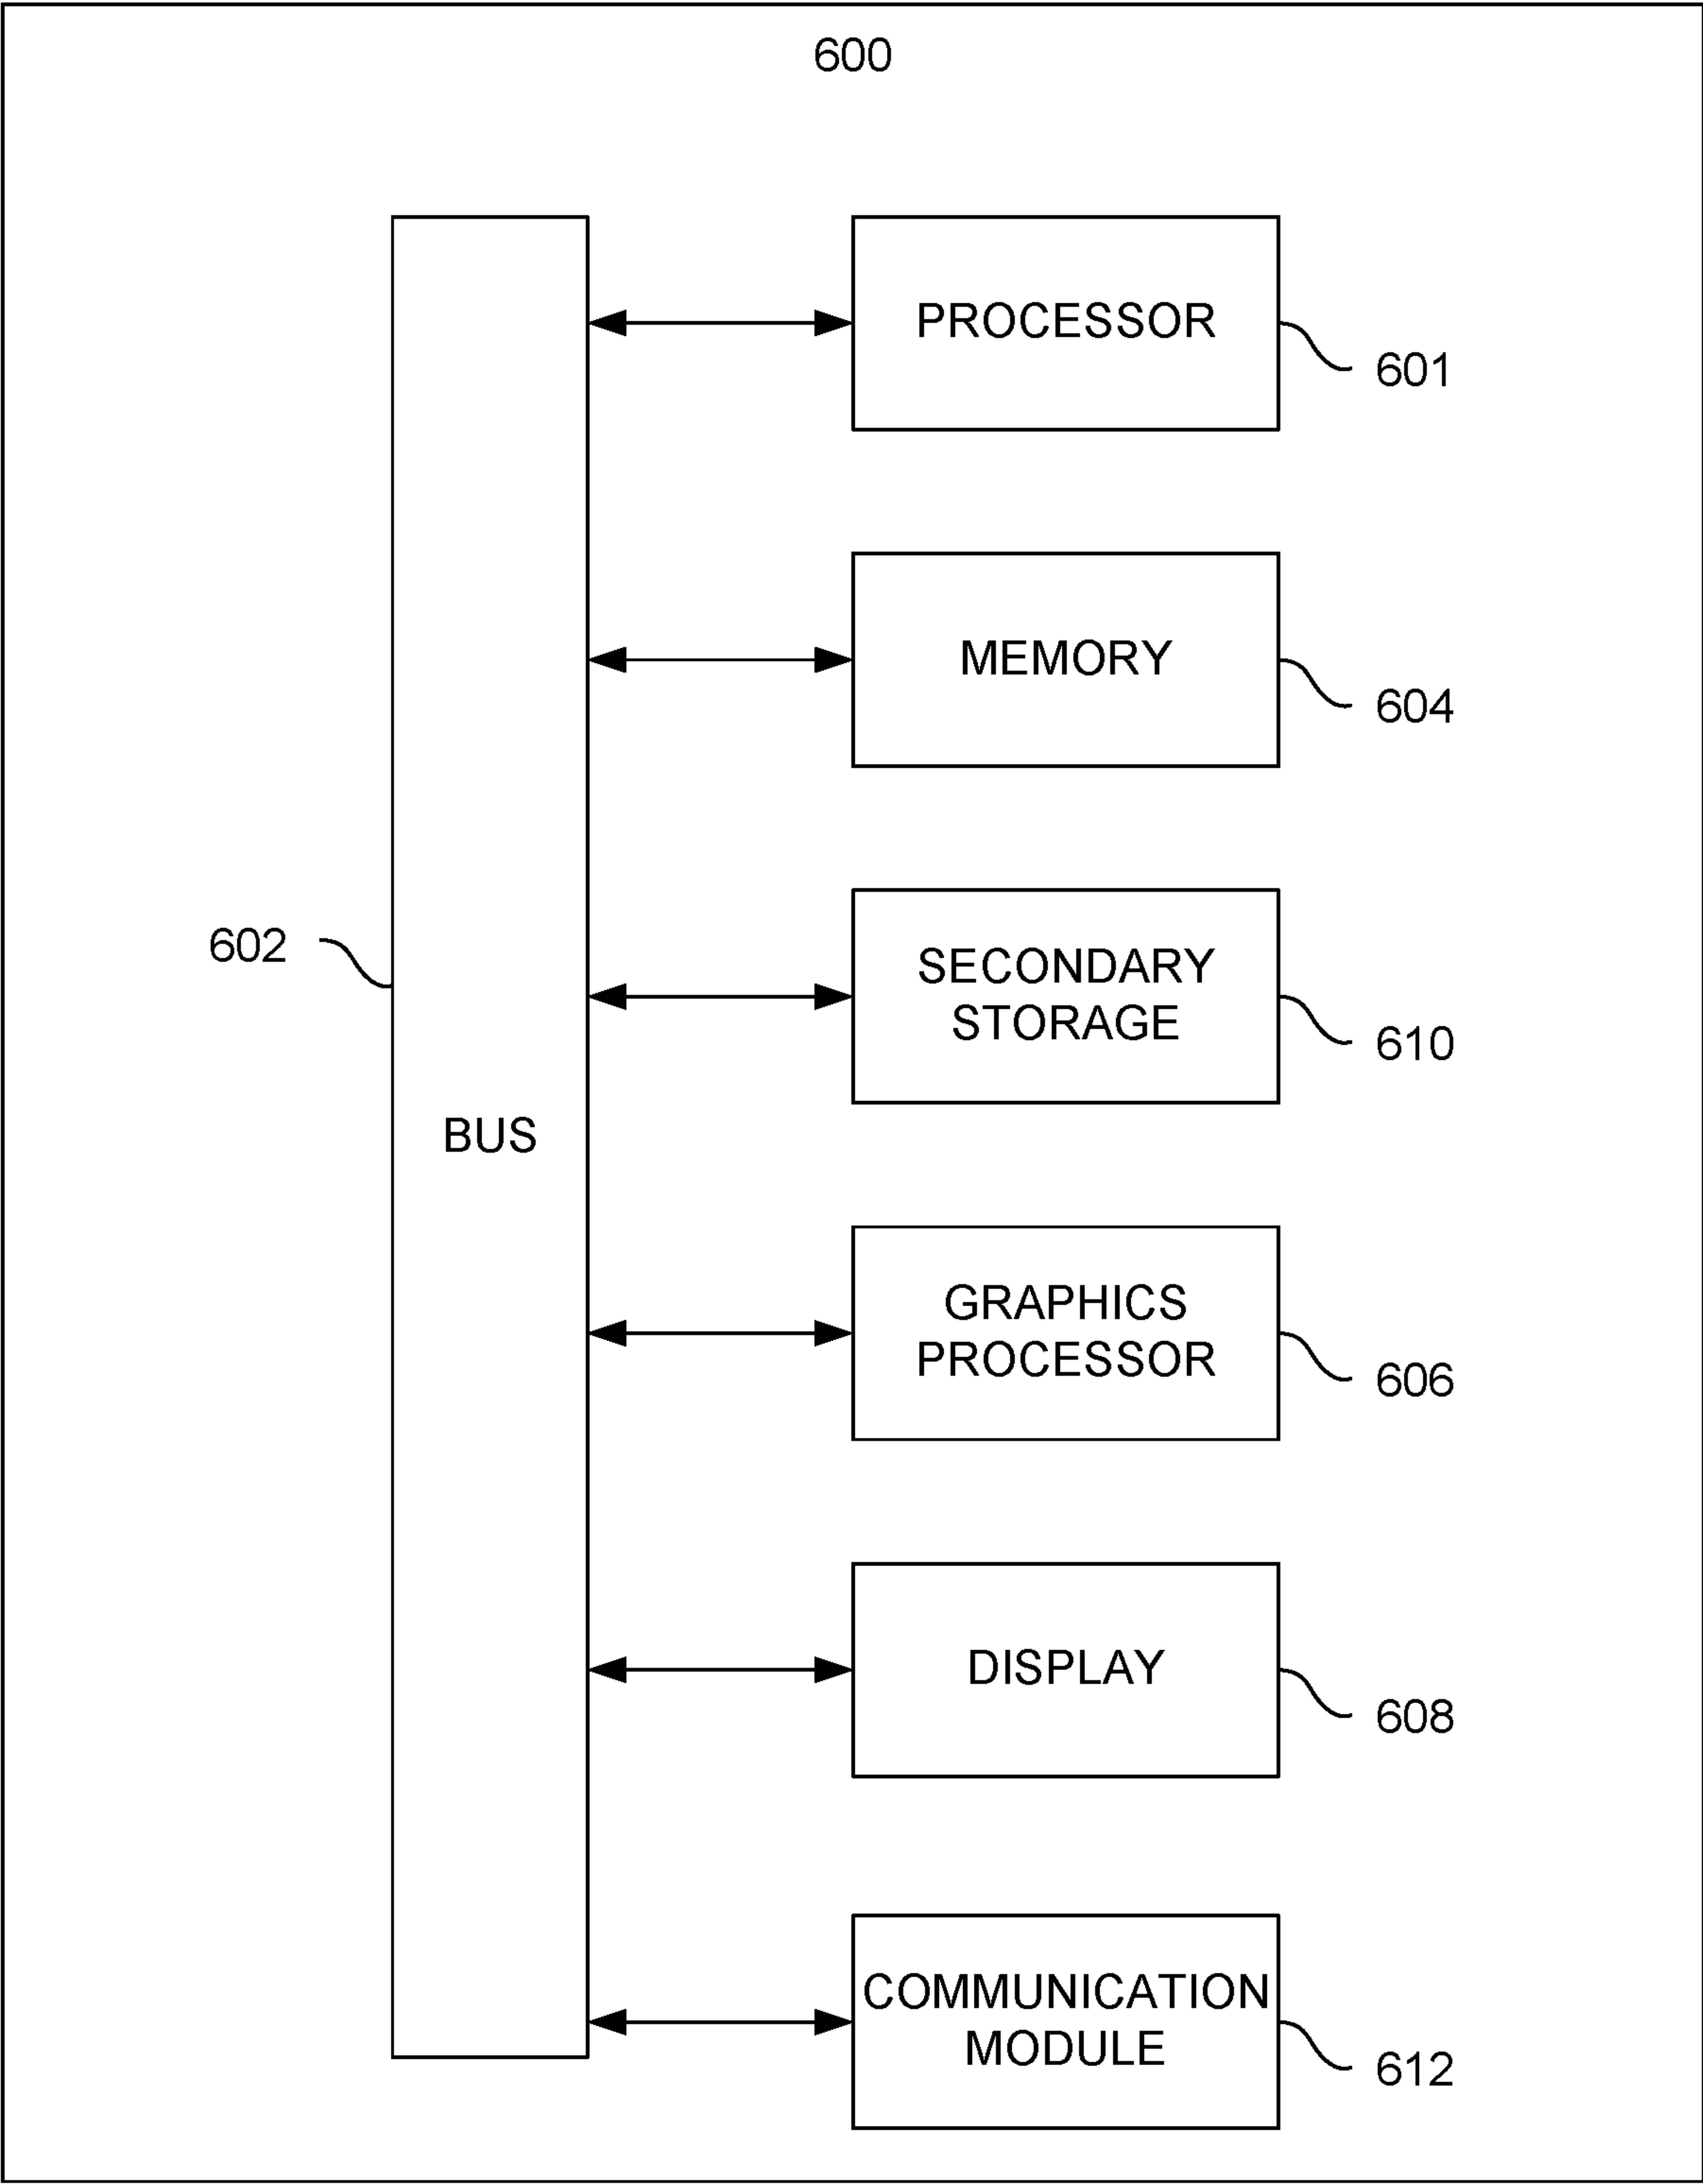 600
PROCESSOR
601
MEMORY
604
602
SECONDARY
STORAGE
610
BUS
GRAPHICS
PROCESSOR
606
DISPLAY
608
COMMUNICATION
MODULE
612